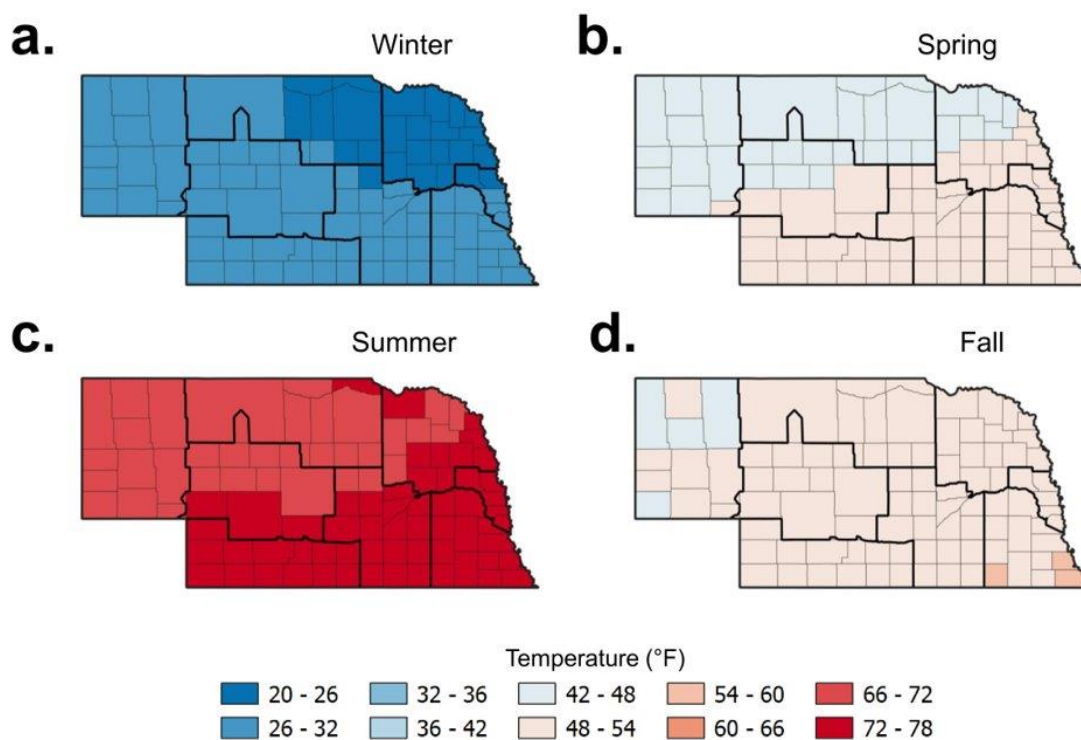 a. Winter
b. Spring
c. Summer
d. Fall
Temperature (°F)
20 - 26
32 - 36
42 - 48
54 - 60
66 - 72
26 - 32
36 - 42
48 - 54
60 - 66
72 - 78